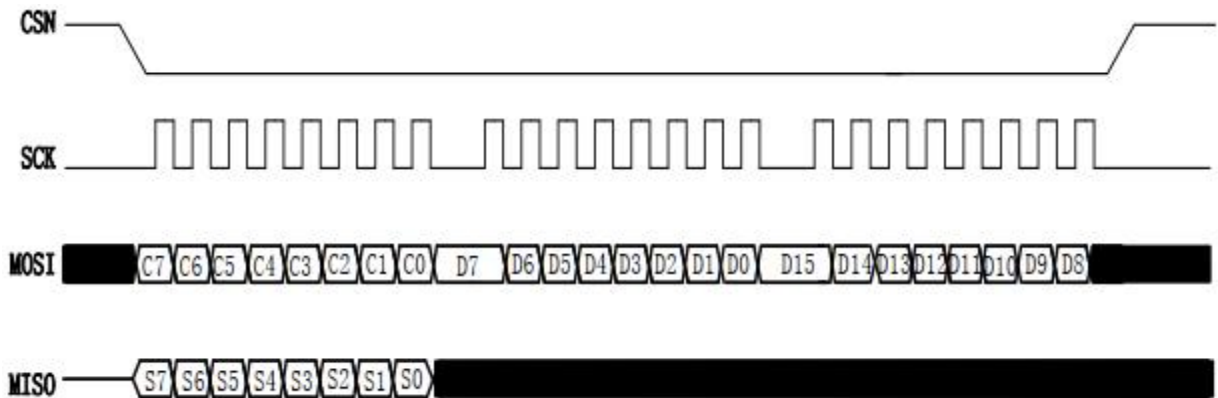 CSN
SCK
MOSI C7 C6 C5 C4 C3 C2 C1 C0 D7 D6 D5 D4 D3 D2 D1 D0 D15 D14 D13 D12 D11 D10 D9 D8
MISO S7 S6 S5 S4 S3 S2 S1 S0